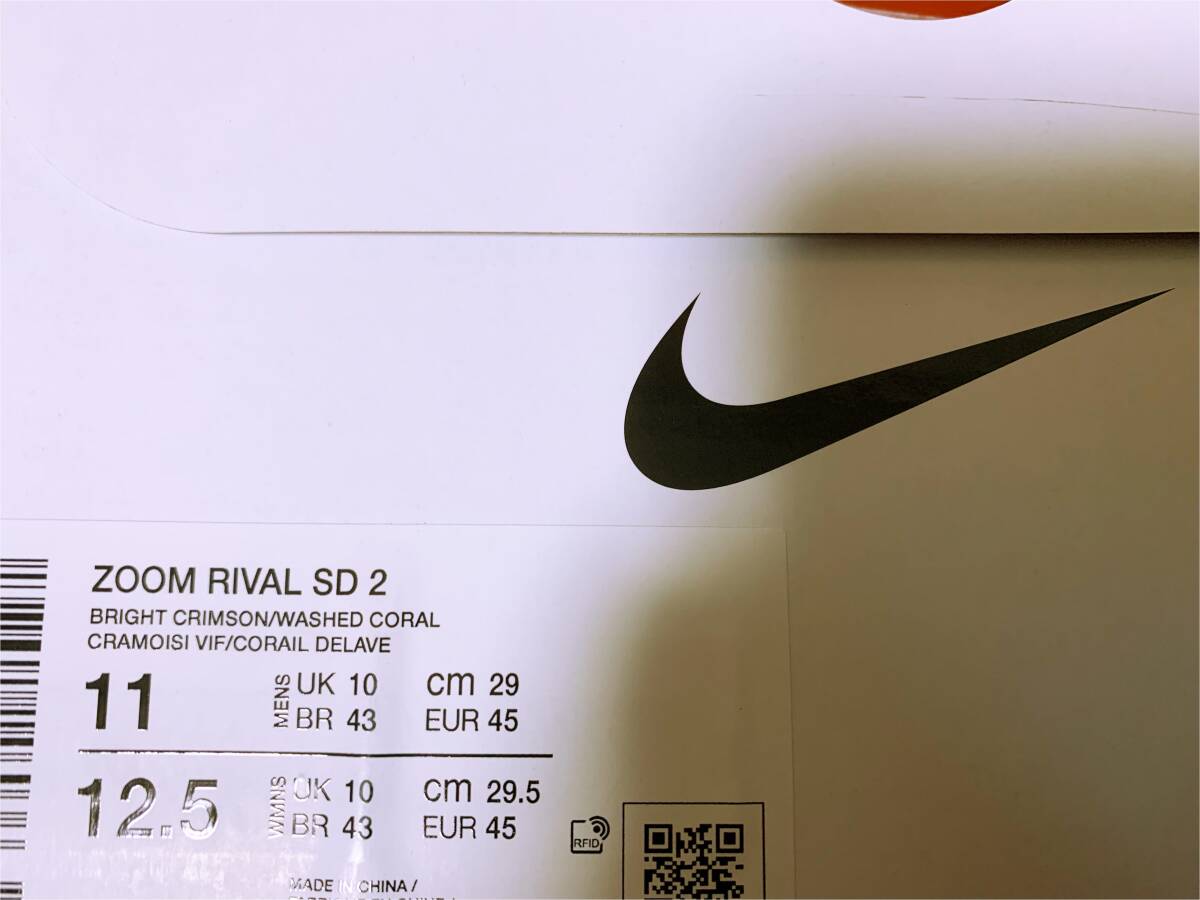 ZOOM RIVAL SD 2
BRIGHT CRIMSON/WASHED CORAL
CRAMOISI VIF/CORAIL DELAVE
11 MENS UK 10 cm 29
BR 43 EUR 45
12.5 WMNS UK 10 cm 29.5
BR 43 EUR 45
RFID
MADE IN CHINA /